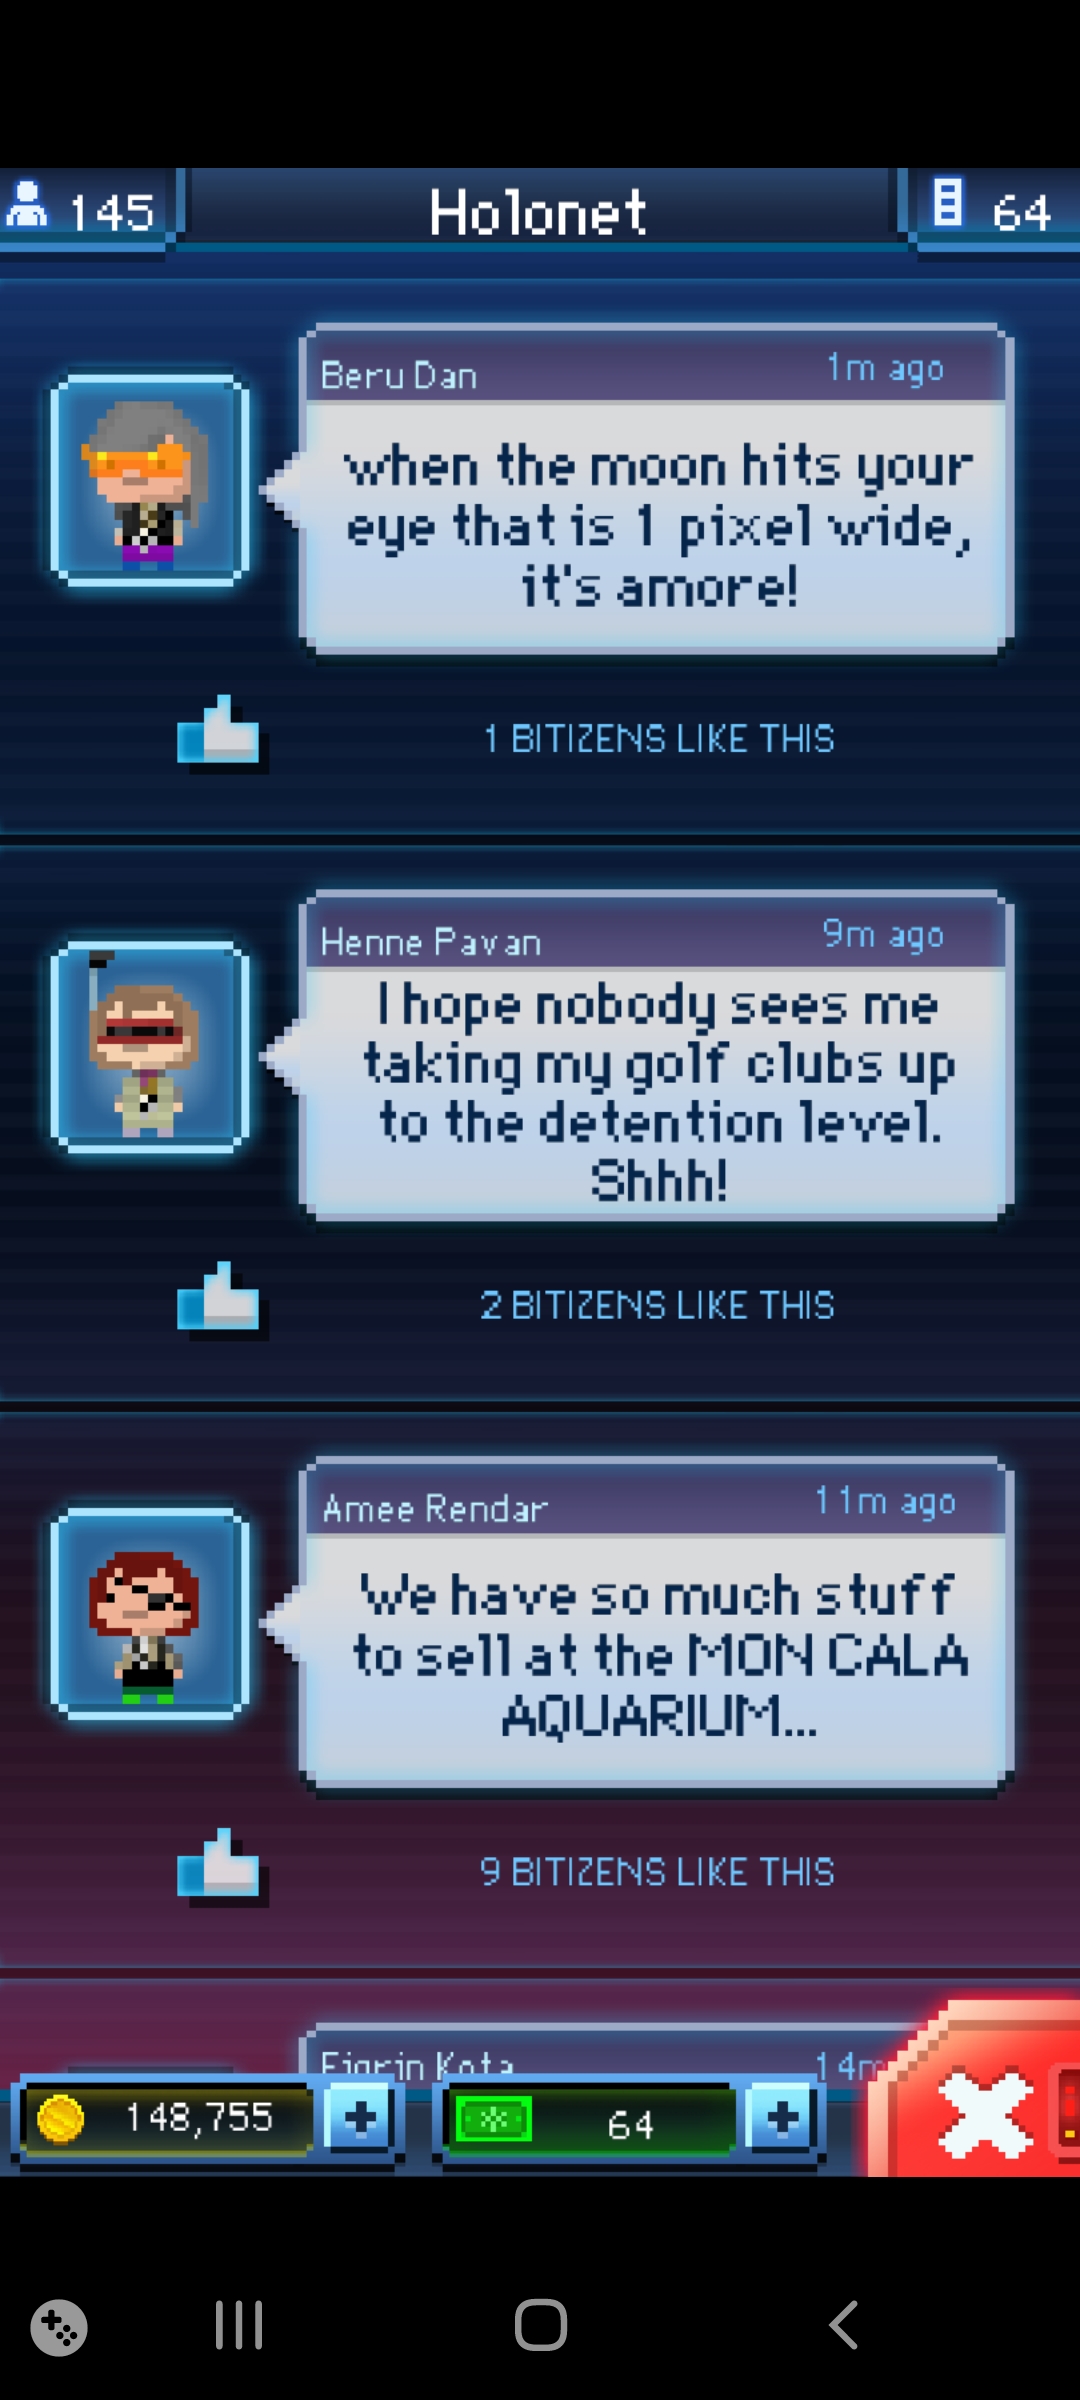 145
Holonet
64
Beru Dan
1m ago
when the moon hits your
eye that is 1 pixel wide,
it's amore!
1 BITIZENS LIKE THIS
Henne Pavan
9m ago
I hope nobody sees me
taking my golf clubs up
to the detention level.
Shhh!
2 BITIZENS LIKE THIS
Amee Rendar
11m ago
We have so much stuff
to sell at the MON CALA
AQUARIUM...
9 BITIZENS LIKE THIS
Figrin Kota
14m
148,755
64